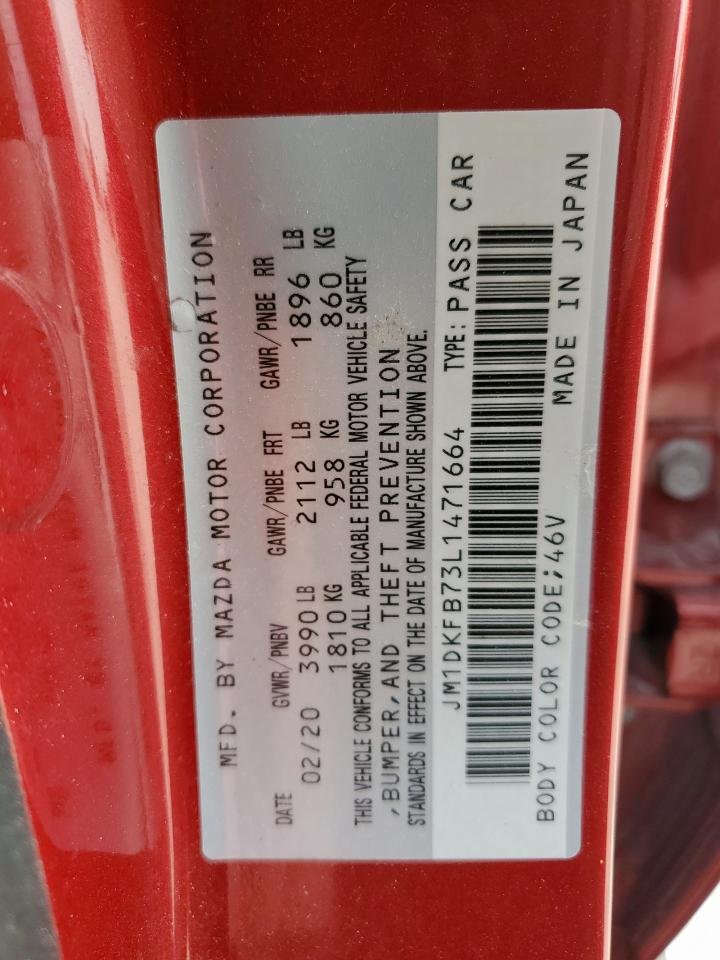 MFD. BY MAZDA MOTOR CORPORATION
DATE GVWR/PNBV GAWR/PNBE FRT GAWR/PNBE RR
02/20 3990 LB 2112 LB 1896 LB
1810 KG 958 KG 860 KG
THIS VEHICLE CONFORMS TO ALL APPLICABLE FEDERAL MOTOR VEHICLE SAFETY
,BUMPER,AND THEFT PREVENTION
STANDARDS IN EFFECT ON THE DATE OF MANUFACTURE SHOWN ABOVE.
JM1DKFB73L1471664 TYPE: PASS CAR
BODY COLOR CODE;46V MADE IN JAPAN